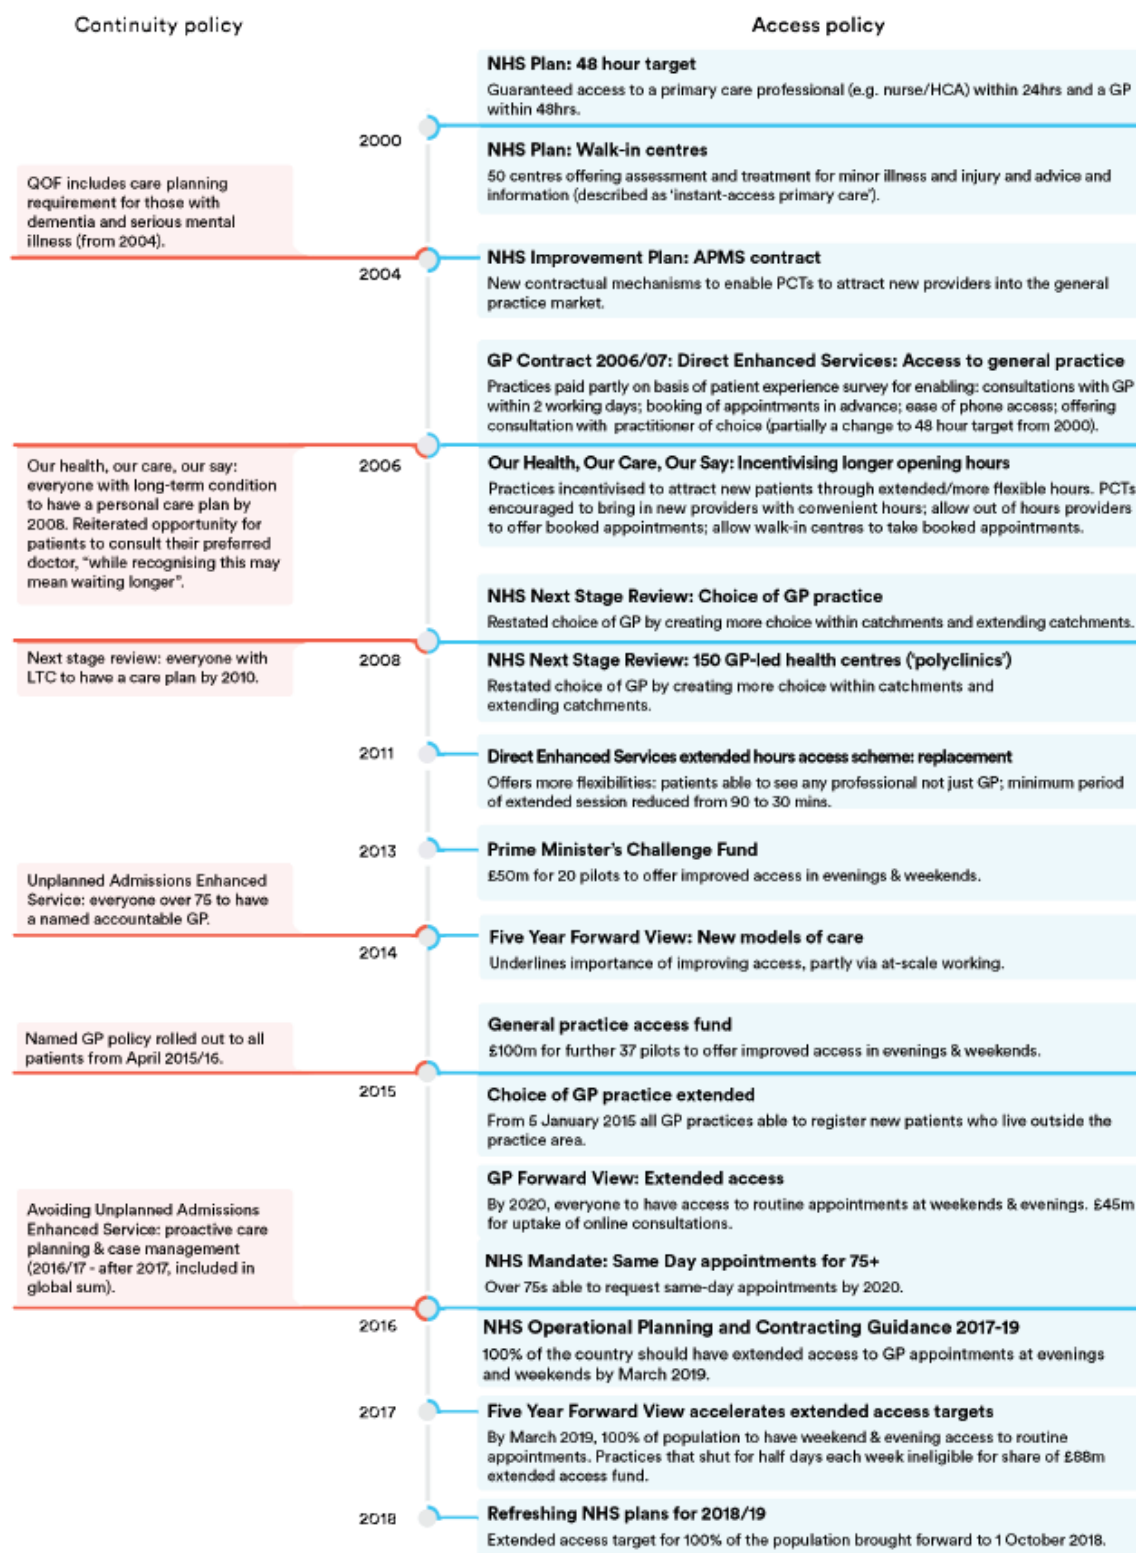 Continuity policy
Access policy
NHS Plan: 48 hour target
Guaranteed access to a primary care professional (e.g. nurse/HCA) within 24hrs and a GP
within 48hrs.
2000
NHS Plan: Walk-in centres
50 centres offering assessment and treatment for minor illness and injury and advice and
information (described as ‘instant-access primary care’).
QOF includes care planning
requirement for those with
dementia and serious mental
illness (from 2004).
2004
NHS Improvement Plan: APMS contract
New contractual mechanisms to enable PCTs to attract new providers into the general
practice market.
GP Contract 2006/07: Direct Enhanced Services: Access to general practice
Practices paid partly on basis of patient experience survey for enabling: consultations with GP
within 2 working days; booking of appointments in advance; ease of phone access; offering
consultation with practitioner of choice (partially a change to 48 hour target from 2000).
2006
Our health, our care, our say:
everyone with long-term condition
to have a personal care plan by
2008. Reiterated opportunity for
patients to consult their preferred
doctor, “while recognising this may
mean waiting longer”.
Our Health, Our Care, Our Say: Incentivising longer opening hours
Practices incentivised to attract new patients through extended/more flexible hours. PCTs
encouraged to bring in new providers with convenient hours; allow out of hours providers
to offer booked appointments; allow walk-in centres to take booked appointments.
NHS Next Stage Review: Choice of GP practice
Restated choice of GP by creating more choice within catchments and extending catchments.
2008
Next stage review: everyone with
LTC to have a care plan by 2010.
NHS Next Stage Review: 150 GP-led health centres (‘polyclinics’)
Restated choice of GP by creating more choice within catchments and
extending catchments.
2011
Direct Enhanced Services extended hours access scheme: replacement
Offers more flexibilities: patients able to see any professional not just GP; minimum period
of extended session reduced from 90 to 30 mins.
2013
Prime Minister’s Challenge Fund
£50m for 20 pilots to offer improved access in evenings & weekends.
Unplanned Admissions Enhanced
Service: everyone over 75 to have
a named accountable GP.
2014
Five Year Forward View: New models of care
Underlines importance of improving access, partly via at-scale working.
General practice access fund
£100m for further 37 pilots to offer improved access in evenings & weekends.
Named GP policy rolled out to all
patients from April 2015/16.
2015
Choice of GP practice extended
From 5 January 2015 all GP practices able to register new patients who live outside the
practice area.
GP Forward View: Extended access
By 2020, everyone to have access to routine appointments at weekends & evenings. £45m
for uptake of online consultations.
Avoiding Unplanned Admissions
Enhanced Service: proactive care
planning & case management
(2016/17 - after 2017, included in
global sum).
NHS Mandate: Same Day appointments for 75+
Over 75s able to request same-day appointments by 2020.
2016
NHS Operational Planning and Contracting Guidance 2017-19
100% of the country should have extended access to GP appointments at evenings
and weekends by March 2019.
2017
Five Year Forward View accelerates extended access targets
By March 2019, 100% of population to have weekend & evening access to routine
appointments. Practices that shut for half days each week ineligible for share of £88m
extended access fund.
2018
Refreshing NHS plans for 2018/19
Extended access target for 100% of the population brought forward to 1 October 2018.